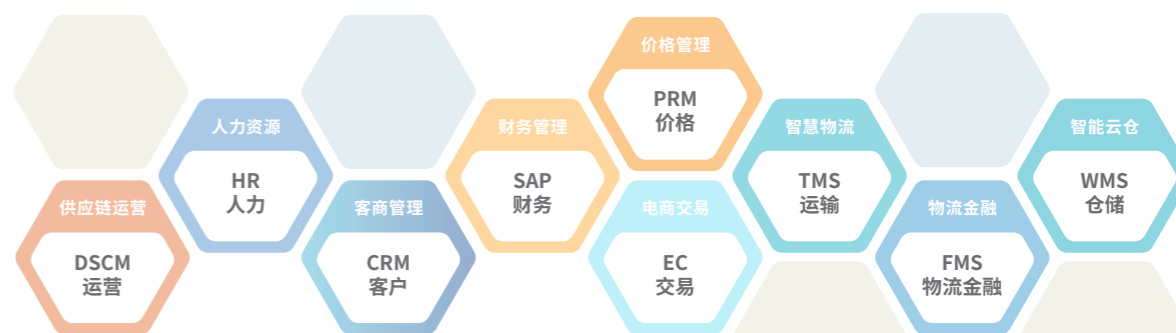 供应链运营
DSCM
运营
人力资源
HR
人力
客商管理
CRM
客户
财务管理
SAP
财务
价格管理
PRM
价格
电商交易
EC
交易
智慧物流
TMS
运输
物流金融
FMS
物流金融
智能云仓
WMS
仓储